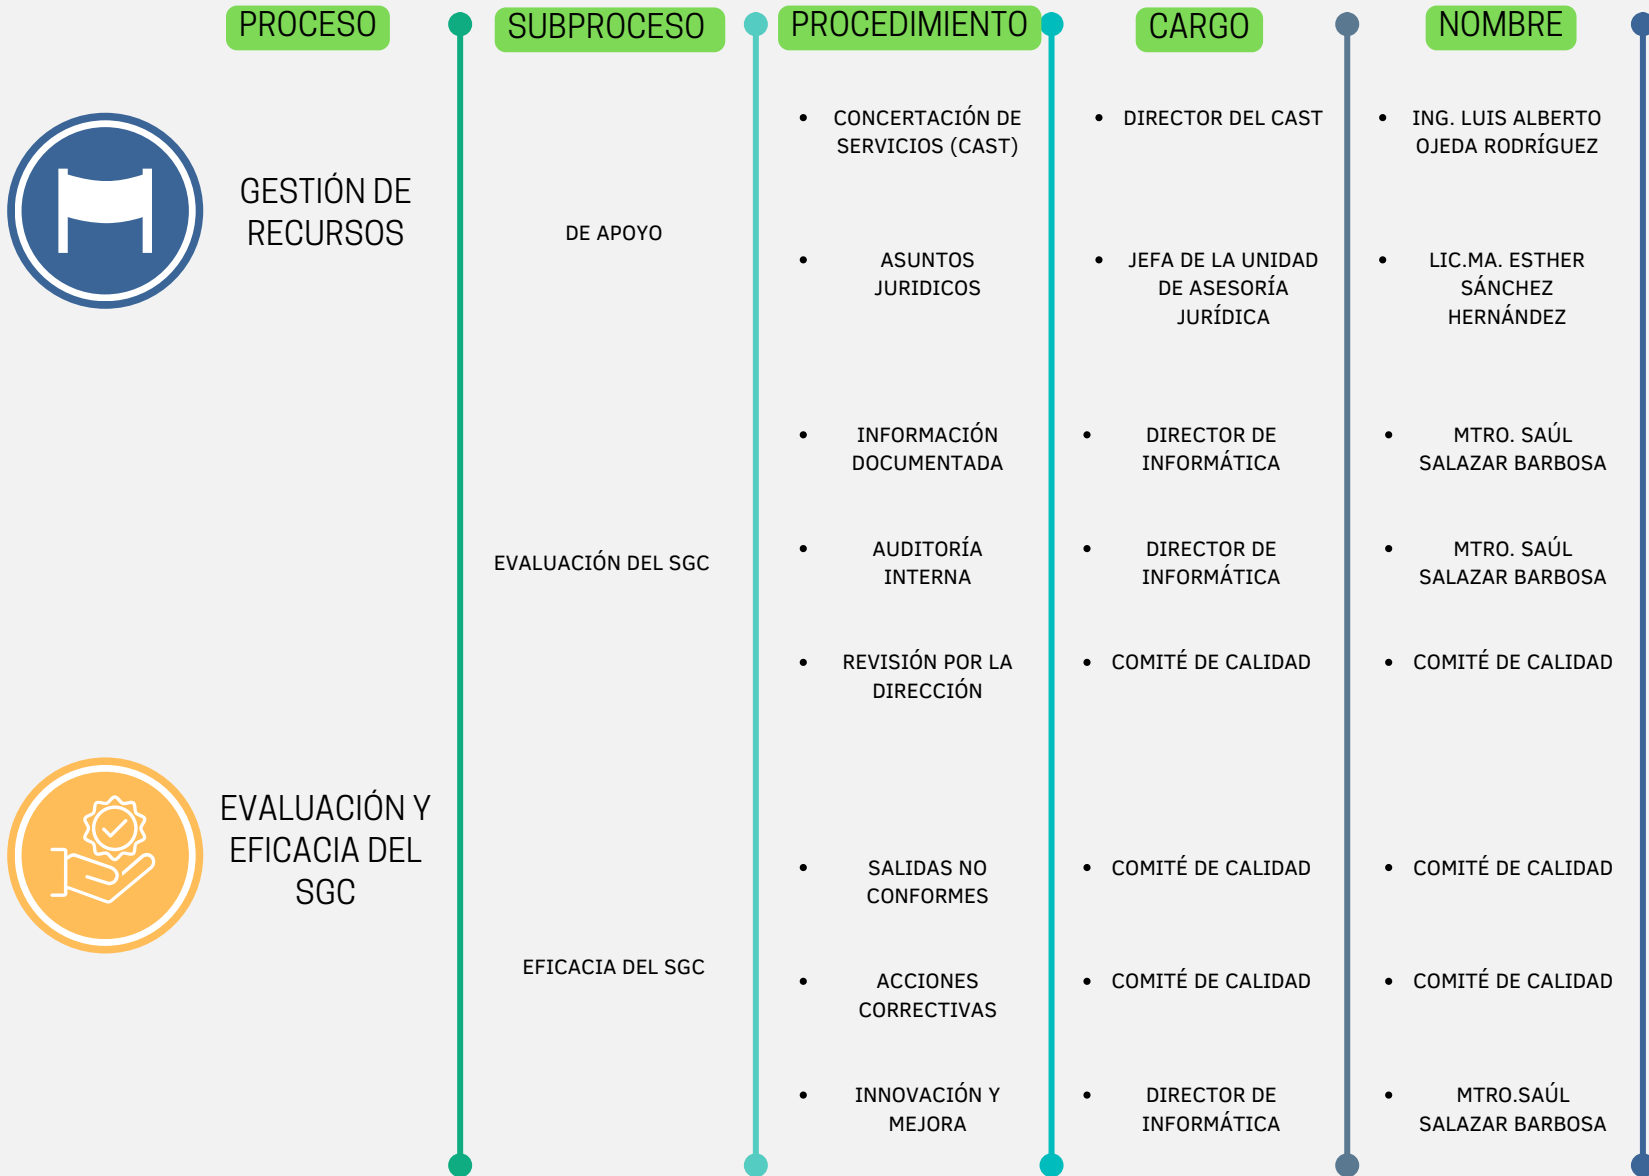 PROCESO
SUBPROCESO
PROCEDIMIENTO
CARGO
NOMBRE
GESTIÓN DE
RECURSOS
DE APOYO
CONCERTACIÓN DE
SERVICIOS (CAST)
DIRECTOR DEL CAST
ING. LUIS ALBERTO
OJEDA RODRÍGUEZ
ASUNTOS
JURIDICOS
JEFA DE LA UNIDAD
DE ASESORÍA
JURÍDICA
LIC.MA. ESTHER
SÁNCHEZ
HERNÁNDEZ
EVALUACIÓN Y
EFICACIA DEL
SGC
EVALUACIÓN DEL SGC
INFORMACIÓN
DOCUMENTADA
DIRECTOR DE
INFORMÁTICA
MTRO. SAÚL
SALAZAR BARBOSA
AUDITORÍA
INTERNA
DIRECTOR DE
INFORMÁTICA
MTRO. SAÚL
SALAZAR BARBOSA
REVISIÓN POR LA
DIRECCIÓN
COMITÉ DE CALIDAD
COMITÉ DE CALIDAD
EFICACIA DEL SGC
SALIDAS NO
CONFORMES
COMITÉ DE CALIDAD
COMITÉ DE CALIDAD
ACCIONES
CORRECTIVAS
COMITÉ DE CALIDAD
COMITÉ DE CALIDAD
INNOVACIÓN Y
MEJORA
DIRECTOR DE
INFORMÁTICA
MTRO.SAÚL
SALAZAR BARBOSA